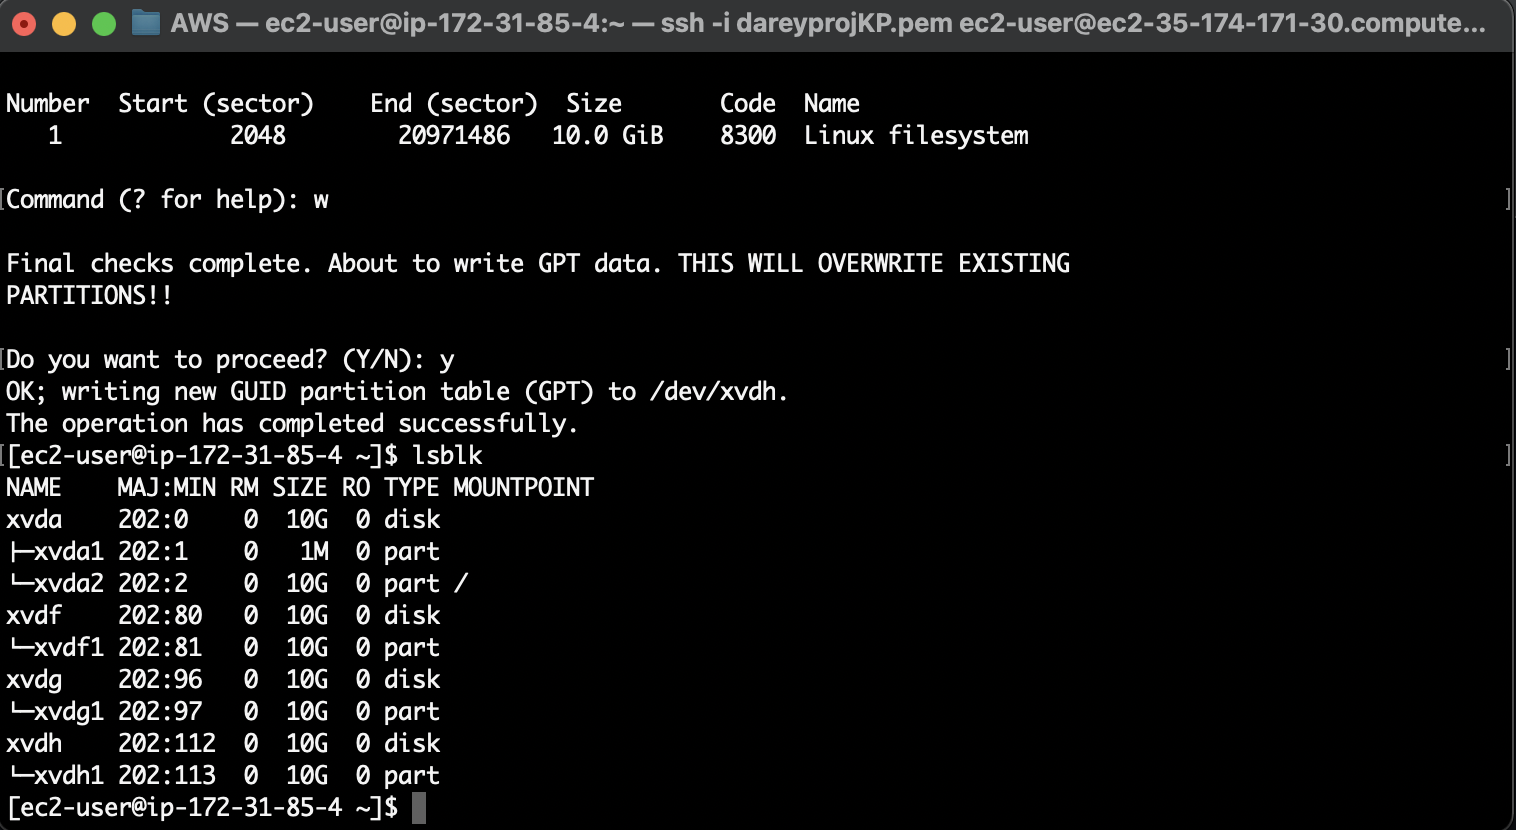 AWS — ec2-user@ip-172-31-85-4:~ — ssh -i dareyprojKP.pem ec2-user@ec2-35-174-171-30.compute...
Number  Start (sector)    End (sector)  Size       Code  Name
   1            2048        20971486   10.0 GiB    8300  Linux filesystem
[Command (? for help): w ]
Final checks complete. About to write GPT data. THIS WILL OVERWRITE EXISTING
PARTITIONS!!
[Do you want to proceed? (Y/N): y ]
OK; writing new GUID partition table (GPT) to /dev/xvdh.
The operation has completed successfully.
[[ec2-user@ip-172-31-85-4 ~]$ lsblk ]
NAME    MAJ:MIN RM SIZE RO TYPE MOUNTPOINT
xvda    202:0    0  10G  0 disk
├─xvda1 202:1    0   1M  0 part
└─xvda2 202:2    0  10G  0 part /
xvdf    202:80   0  10G  0 disk
└─xvdf1 202:81   0  10G  0 part
xvdg    202:96   0  10G  0 disk
└─xvdg1 202:97   0  10G  0 part
xvdh    202:112  0  10G  0 disk
└─xvdh1 202:113  0  10G  0 part
[ec2-user@ip-172-31-85-4 ~]$